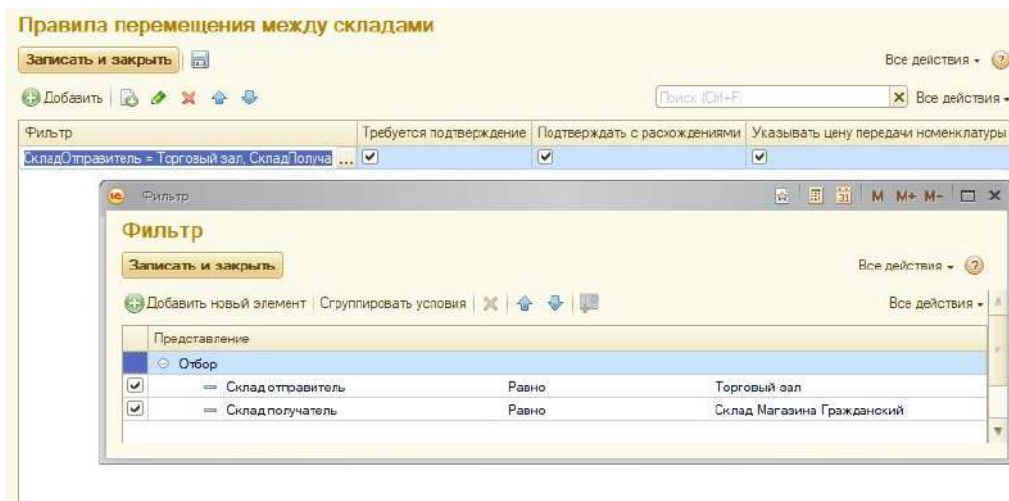 Правила перемещения между складами
Записать и закрыть Все действия
Добавить Поиск (Ctrl+F) Все действия
Фильтр Требуется подтверждение Подтверждать с расхождениями Указывать цену передачи номенклатуры
СкладОтправитель = Торговый зал, СкладПолуча ...
1С Фильтр 31 M M+ M-
Фильтр
Записать и закрыть Все действия
Добавить новый элемент Сгруппировать условия Все действия
Представление
Отбор
Склад отправитель Равно Торговый зал
Склад получатель Равно Склад Магазина Гражданский